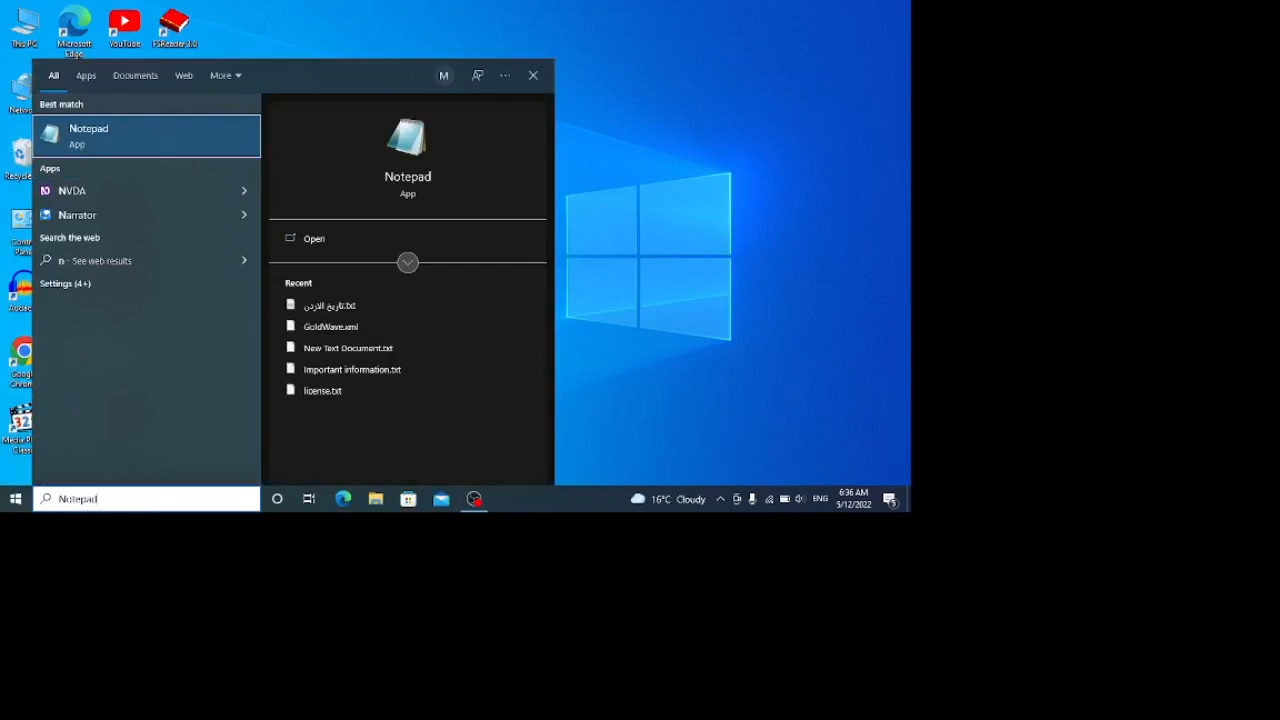 This PC
Microsoft
Edge
YouTube
FSReader 3.0
All
Apps
Documents
Web
More
M
Best match
Notepad
App
Apps
NVDA
Narrator
Search the web
n - See web results
Settings (4+)
Notepad
App
Open
Recent
تاريخ الاردن.txt
GoldWave.xml
New Text Document.txt
Important information.txt
license.txt
Notepad
16°C Cloudy
ENG
6:36 AM
5/12/2022
5